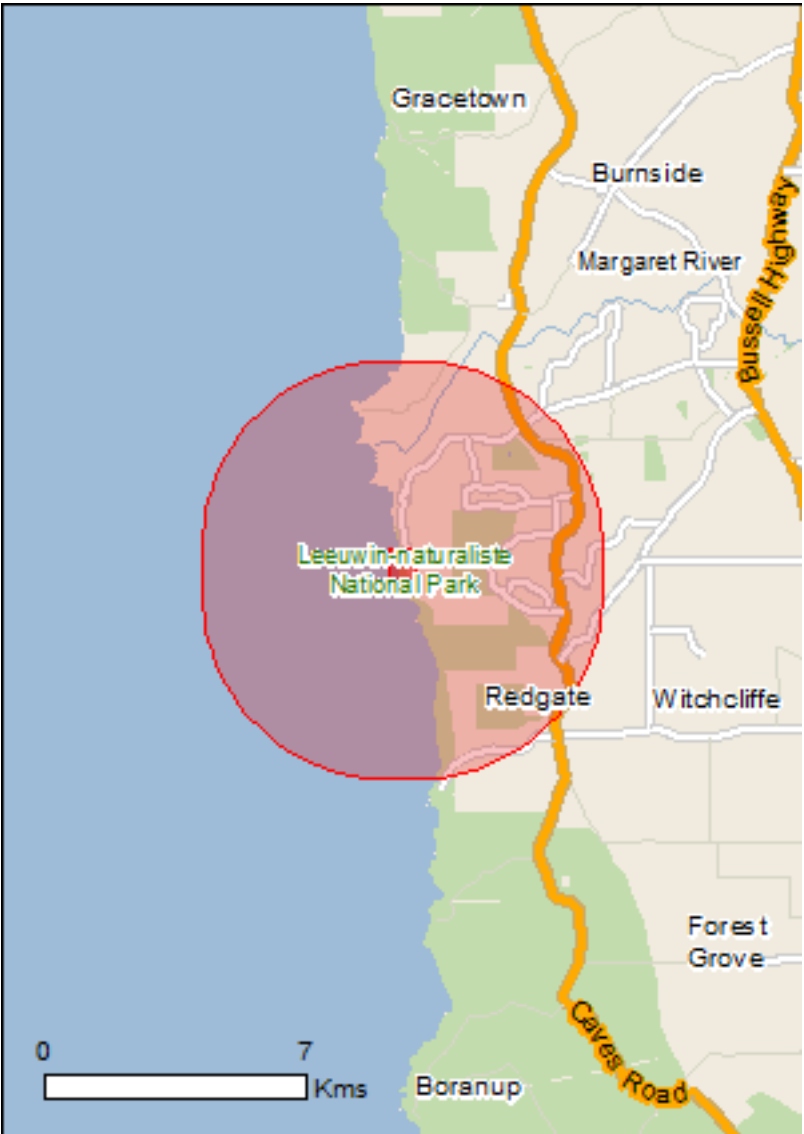 Gracetown
Burnside
Margaret River
Bussell Highway
Leeuwin-naturaliste
National Park
Redgate
Witchcliffe
Forest
Grove
Caves Road
0 7
Kms
Boranup